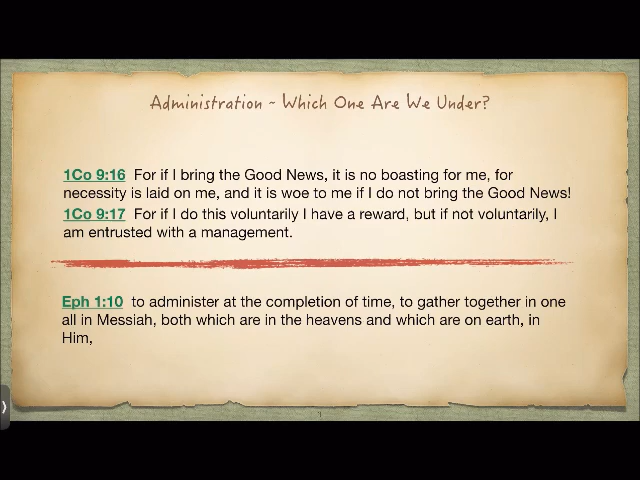 Administration ~ Which One Are We Under?
1Co 9:16 For if I bring the Good News, it is no boasting for me, for
necessity is laid on me, and it is woe to me if I do not bring the Good News!
1Co 9:17 For if I do this voluntarily I have a reward, but if not voluntarily, I
am entrusted with a management.
Eph 1:10 to administer at the completion of time, to gather together in one
all in Messiah, both which are in the heavens and which are on earth, in
Him,